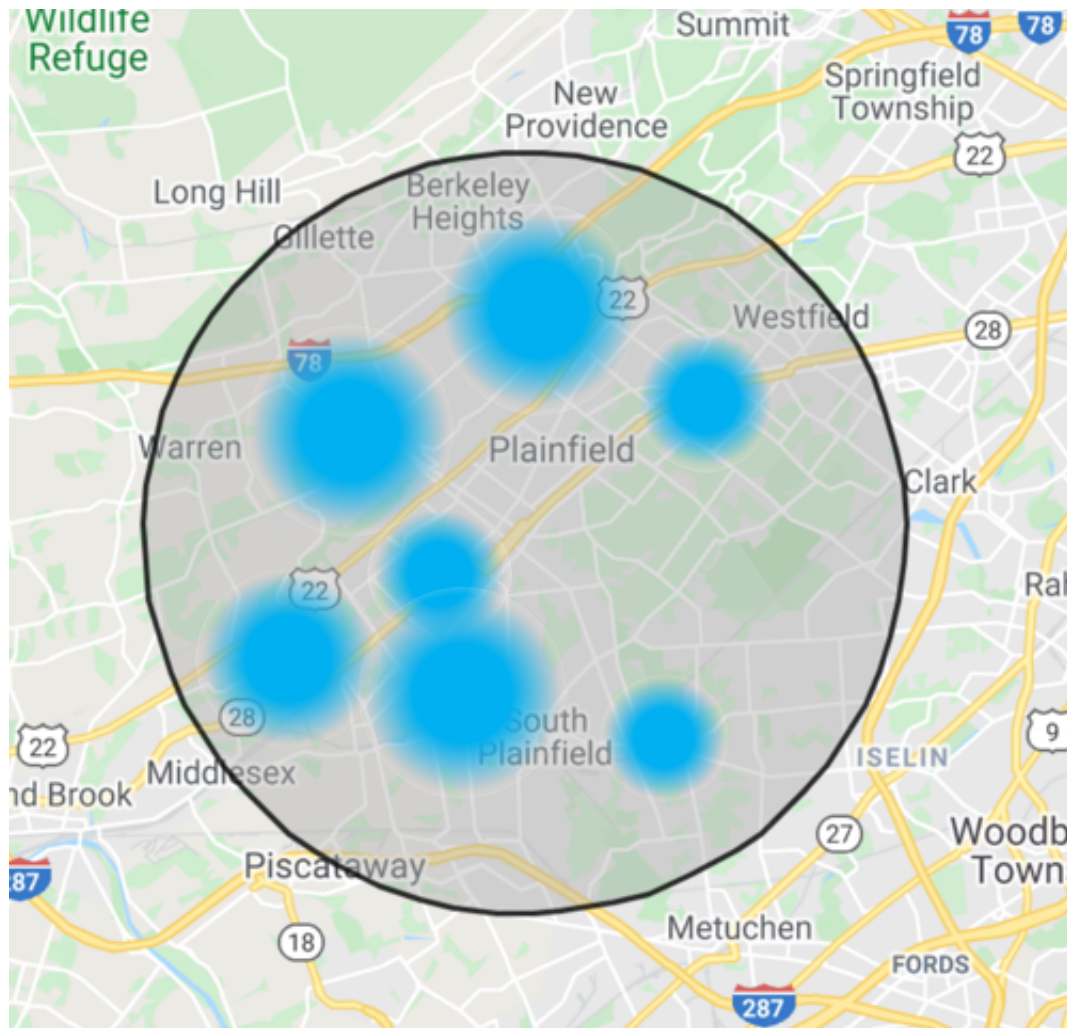 Wildlife
Refuge
Summit
78
78
Springfield
Township
New
Providence
22
Long Hill
Berkeley
Heights
Gillette
22
Westfield
28
78
Warren
Plainfield
Clark
22
Rah
28
South
Plainfield
22
9
ISELIN
Middlesex
nd Brook
27
Woodb
Towns
Piscataway
287
18
Metuchen
FORDS
287